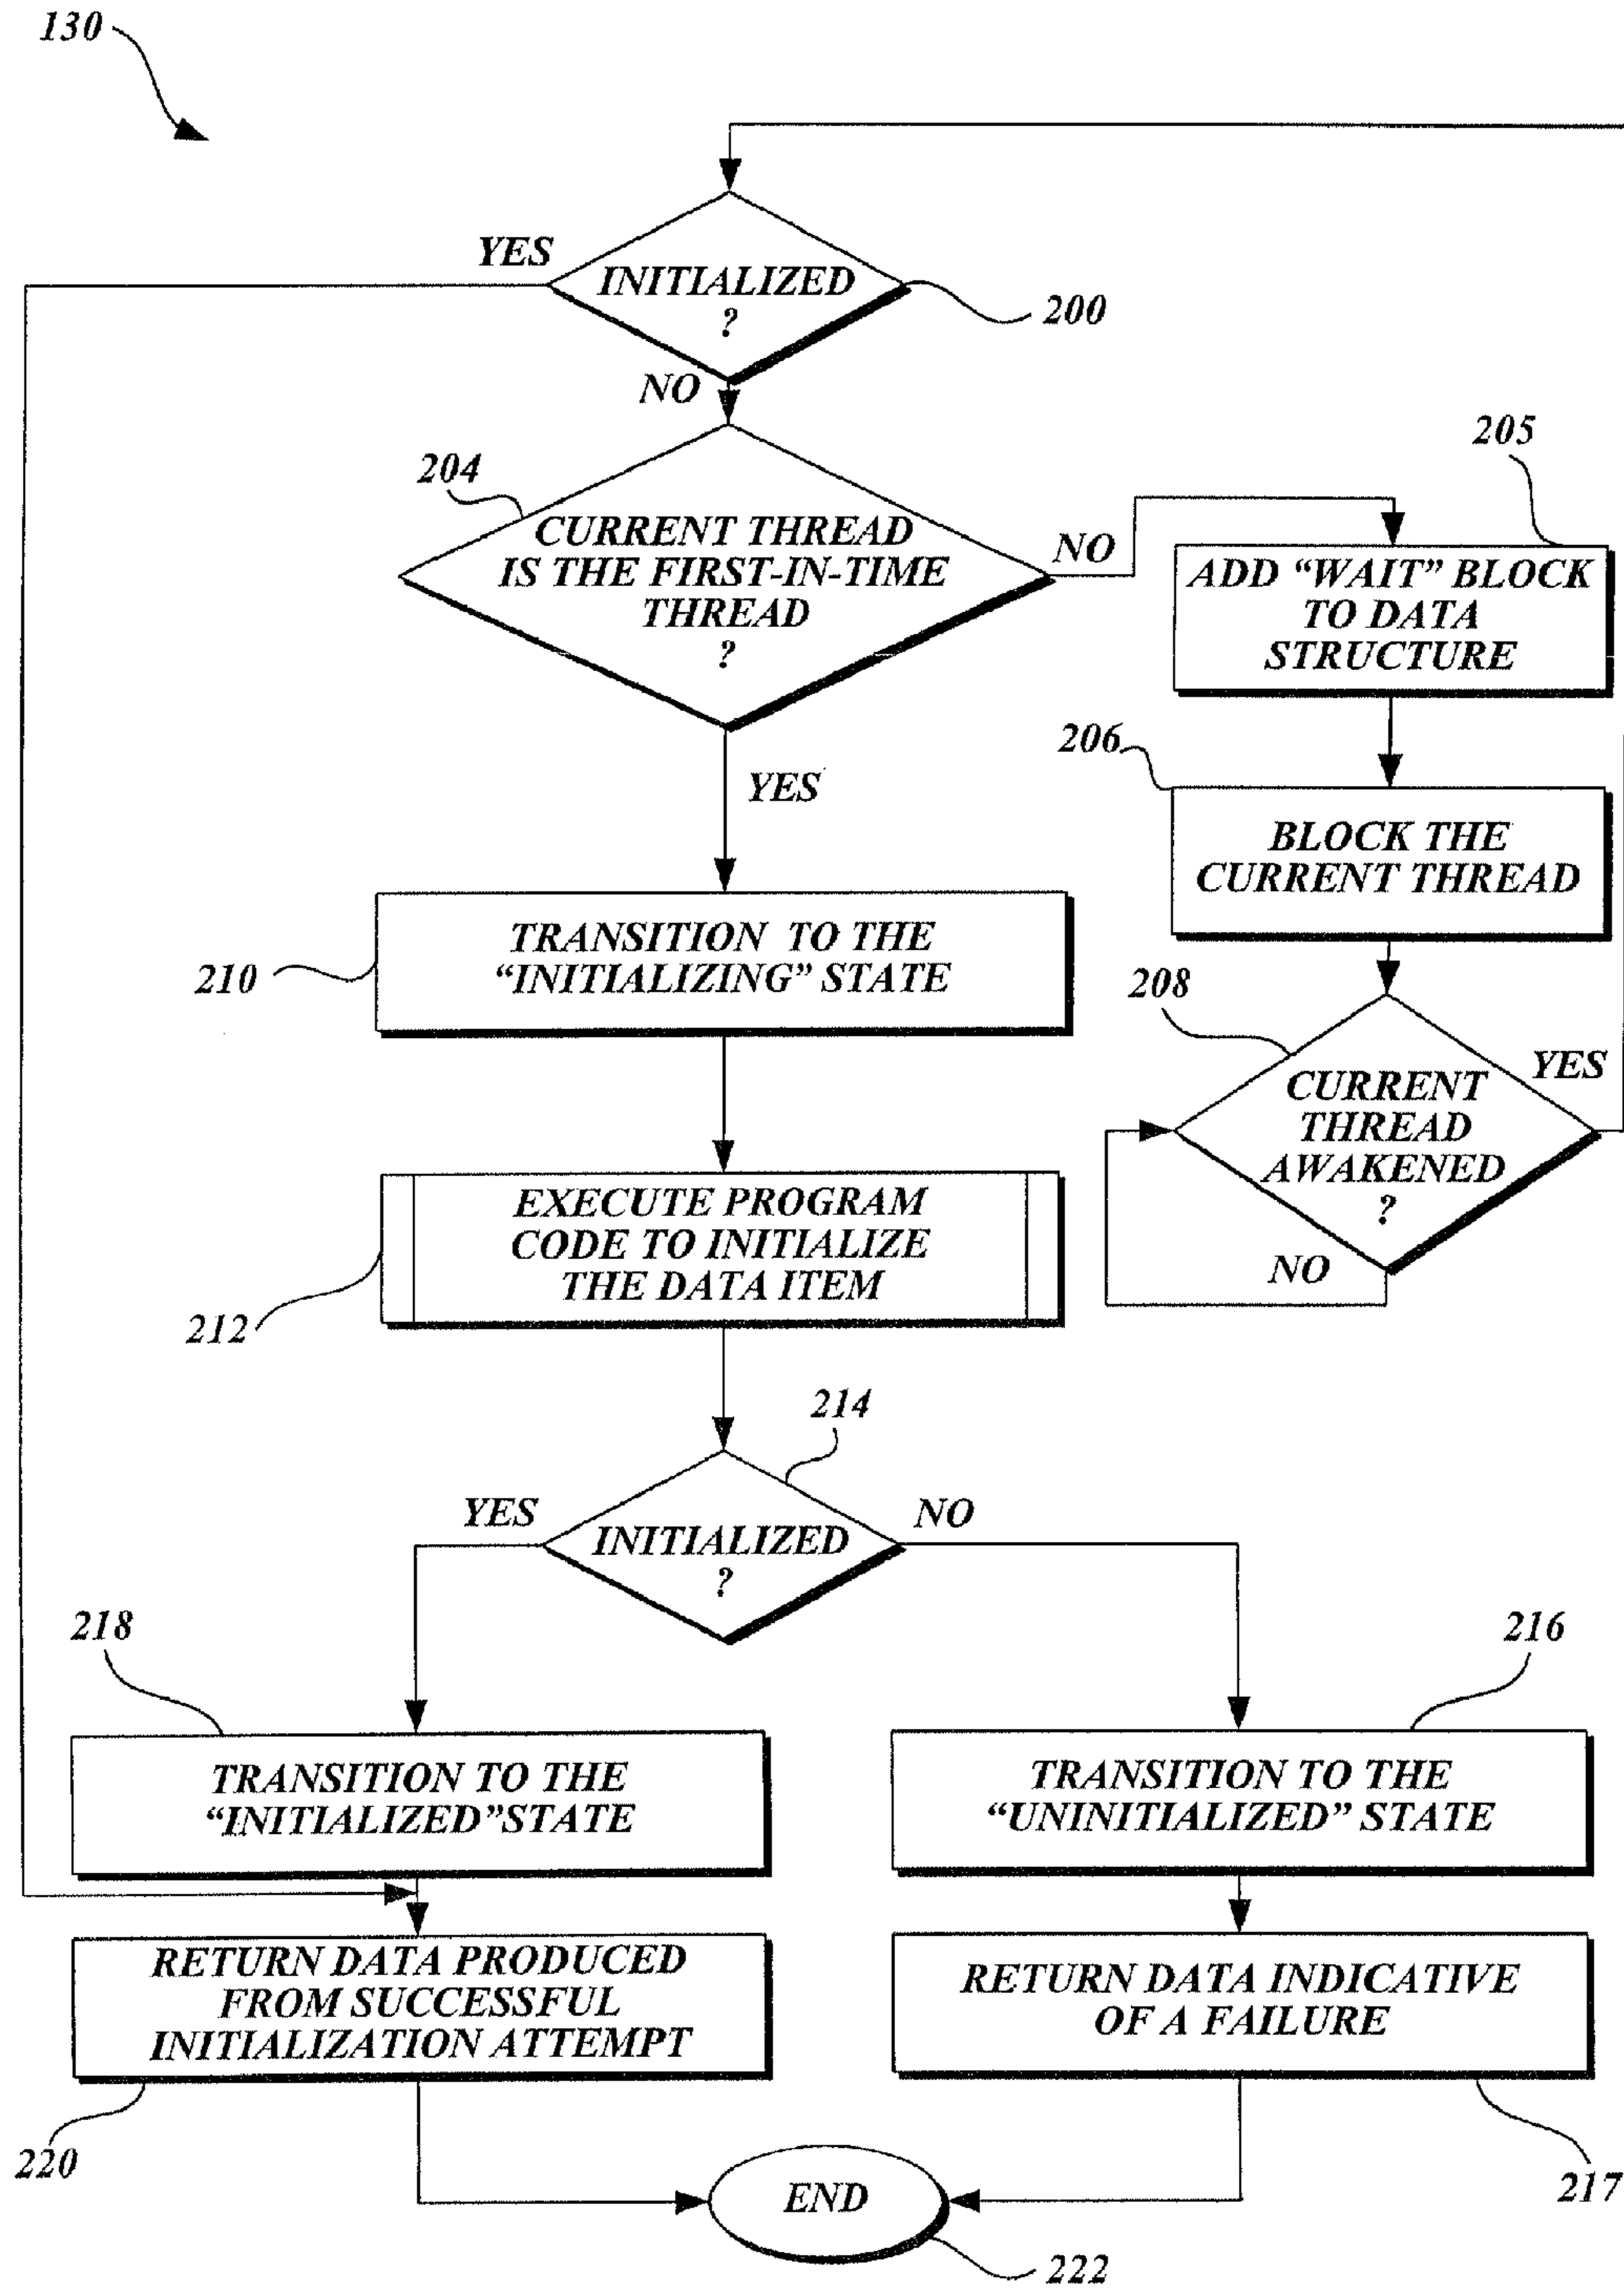 130
YES
INITIALIZED
?
200
NO
204
CURRENT THREAD
IS THE FIRST-IN-TIME
THREAD
?
NO
205
ADD “WAIT” BLOCK
TO DATA
STRUCTURE
206
BLOCK THE
CURRENT THREAD
YES
210
TRANSITION TO THE
“INITIALIZING” STATE
208
CURRENT
THREAD
AWAKENED
?
YES
NO
212
EXECUTE PROGRAM
CODE TO INITIALIZE
THE DATA ITEM
214
YES
INITIALIZED
?
NO
218
TRANSITION TO THE
“INITIALIZED”STATE
216
TRANSITION TO THE
“UNINITIALIZED” STATE
RETURN DATA PRODUCED
FROM SUCCESSFUL
INITIALIZATION ATTEMPT
220
RETURN DATA INDICATIVE
OF A FAILURE
217
END
222